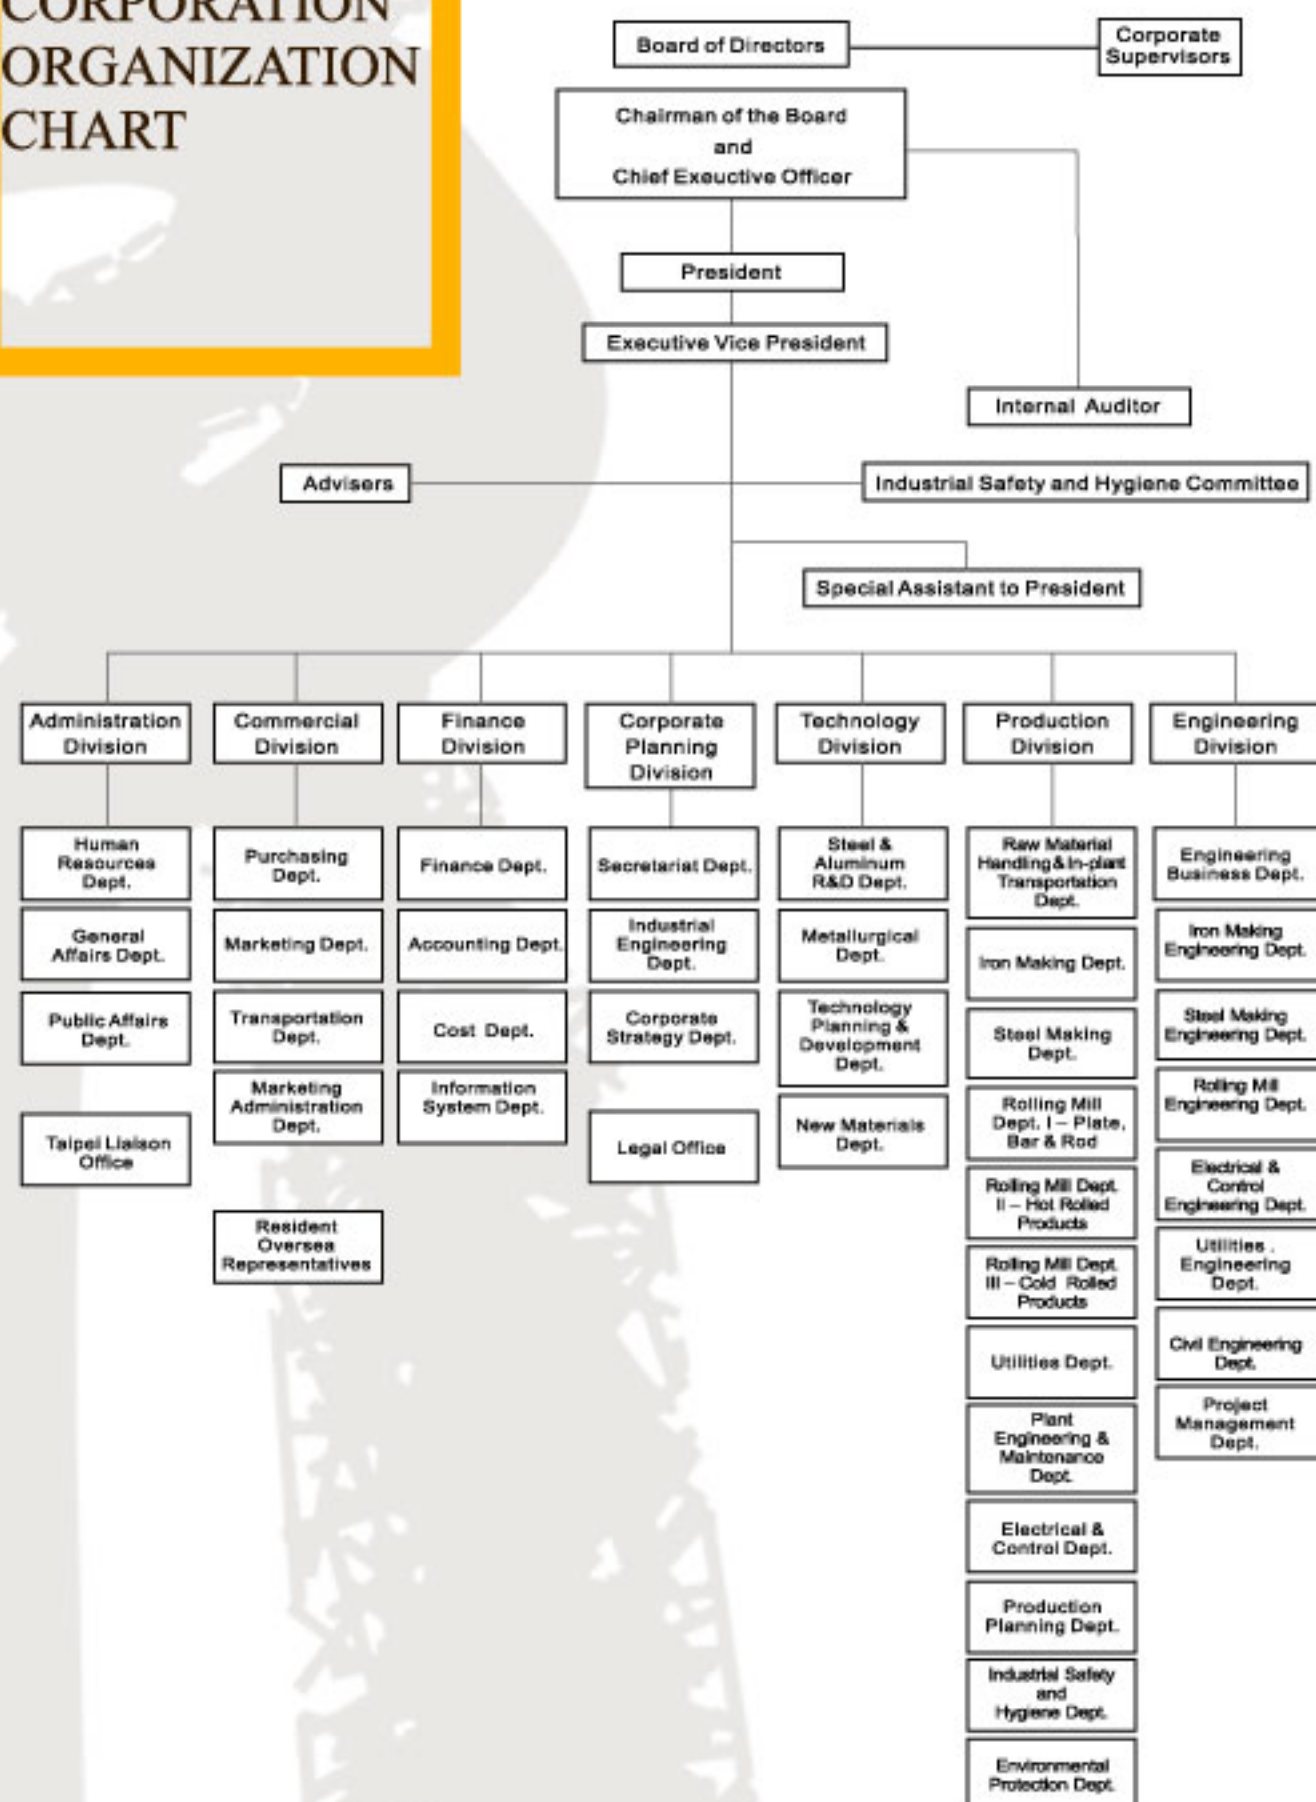 CORPORATION
ORGANIZATION
CHART
Board of Directors
Corporate
Supervisors
Chairman of the Board
and
Chief Exeuctive Officer
President
Executive Vice President
Internal Auditor
Advisers
Industrial Safety and Hygiene Committee
Special Assistant to President
Administration
Division
Human
Resources
Dept.
General
Affairs Dept.
Public Affairs
Dept.
Taipei Liaison
Office
Commercial
Division
Purchasing
Dept.
Marketing Dept.
Transportation
Dept.
Marketing
Administration
Dept.
Resident
Oversea
Representatives
Finance
Division
Finance Dept.
Accounting Dept.
Cost Dept.
Information
System Dept.
Corporate
Planning
Division
Secretariat Dept.
Industrial
Engineering
Dept.
Corporate
Strategy Dept.
Legal Office
Technology
Division
Steel &
Aluminum
R&D Dept.
Metallurgical
Dept.
Technology
Planning &
Development
Dept.
New Materials
Dept.
Production
Division
Raw Material
Handling & In-plant
Transportation
Dept.
Iron Making Dept.
Steel Making
Dept.
Rolling Mill
Dept. I – Plate,
Bar & Rod
Rolling Mill Dept.
II – Hot Rolled
Products
Rolling Mill Dept.
III – Cold Rolled
Products
Utilities Dept.
Plant
Engineering &
Maintenance
Dept.
Electrical &
Control Dept.
Production
Planning Dept.
Industrial Safety
and
Hygiene Dept.
Environmental
Protection Dept.
Engineering
Division
Engineering
Business Dept.
Iron Making
Engineering Dept.
Steel Making
Engineering Dept.
Rolling Mill
Engineering Dept.
Electrical &
Control
Engineering Dept.
Utilities .
Engineering
Dept.
Civil Engineering
Dept.
Project
Management
Dept.